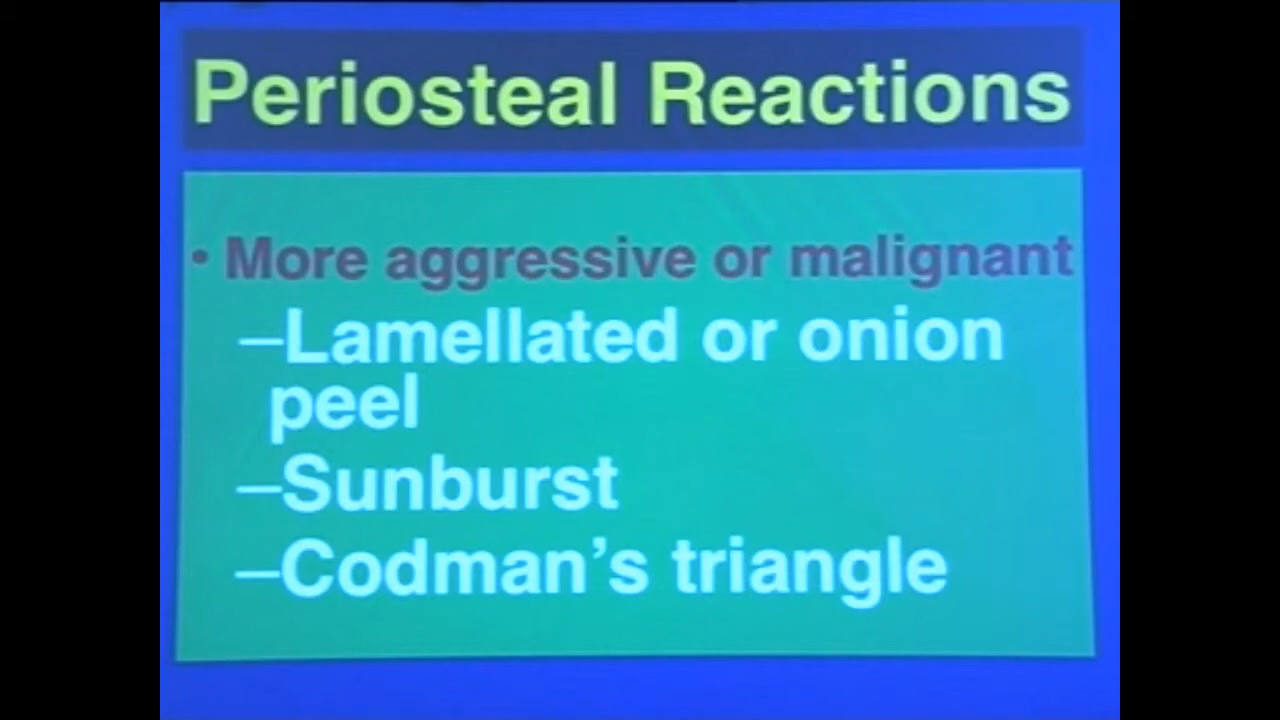 Periosteal Reactions
• More aggressive or malignant
–Lamellated or onion
peel
–Sunburst
–Codman’s triangle